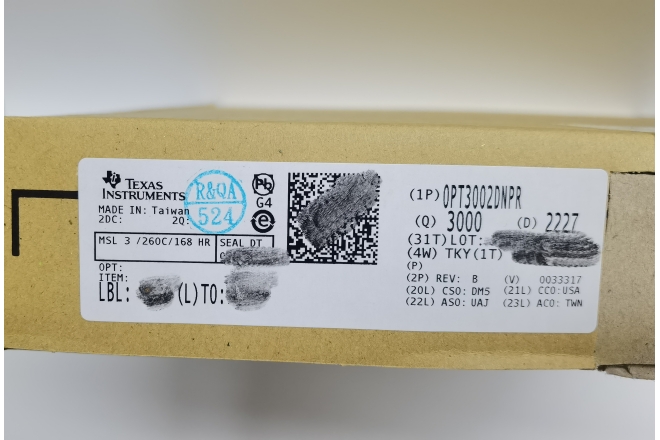 TEXAS
INSTRUMENTS
MADE IN: Taiwan
2DC: 2Q:
R&QA
524
Pb
G4
e
MSL 3 /260C/168 HR
SEAL DT
OPT:
ITEM:
LBL: (L)TO:
(1P) OPT3002DNPR
(Q) 3000 (D) 2227
(31T) LOT:
(4W) TKY(1T)
(P)
(2P) REV: B (V) 0033317
(20L) CSO: DM5 (21L) CCO:USA
(22L) ASO: UAJ (23L) ACO: TWN